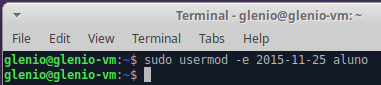 Terminal - glenio@glenio-vm: ~
File Edit View Terminal Tabs Help
glenio@glenio-vm:~$ sudo usermod -e 2015-11-25 aluno
glenio@glenio-vm:~$